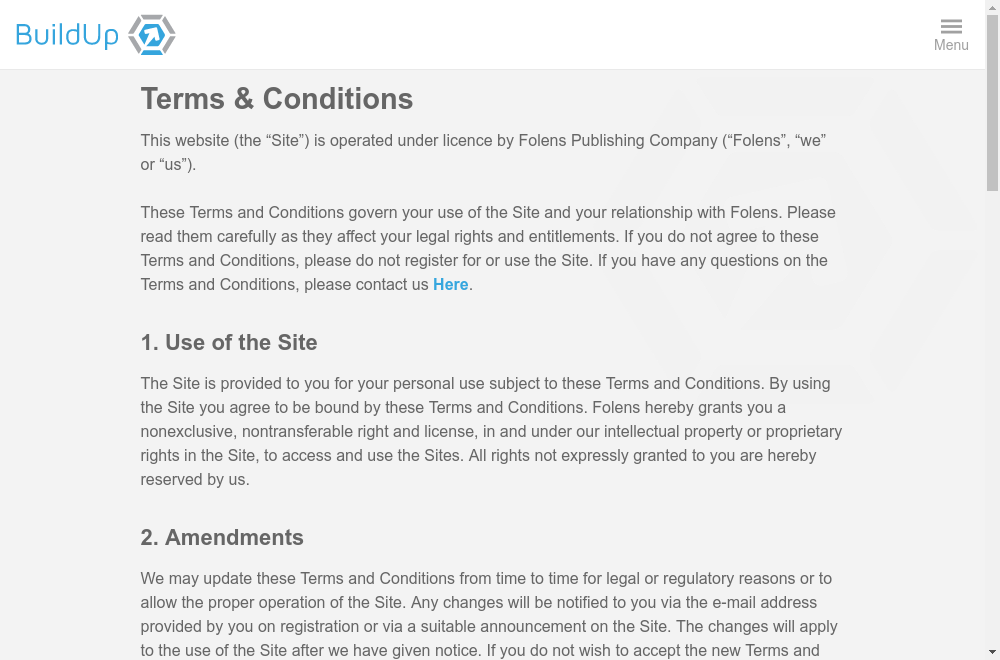 BuildUp
Menu
Terms & Conditions
This website (the “Site”) is operated under licence by Folens Publishing Company (“Folens”, “we”
or “us”).
These Terms and Conditions govern your use of the Site and your relationship with Folens. Please
read them carefully as they affect your legal rights and entitlements. If you do not agree to these
Terms and Conditions, please do not register for or use the Site. If you have any questions on the
Terms and Conditions, please contact us Here.
1. Use of the Site
The Site is provided to you for your personal use subject to these Terms and Conditions. By using
the Site you agree to be bound by these Terms and Conditions. Folens hereby grants you a
nonexclusive, nontransferable right and license, in and under our intellectual property or proprietary
rights in the Site, to access and use the Sites. All rights not expressly granted to you are hereby
reserved by us.
2. Amendments
We may update these Terms and Conditions from time to time for legal or regulatory reasons or to
allow the proper operation of the Site. Any changes will be notified to you via the e-mail address
provided by you on registration or via a suitable announcement on the Site. The changes will apply
to the use of the Site after we have given notice. If you do not wish to accept the new Terms and